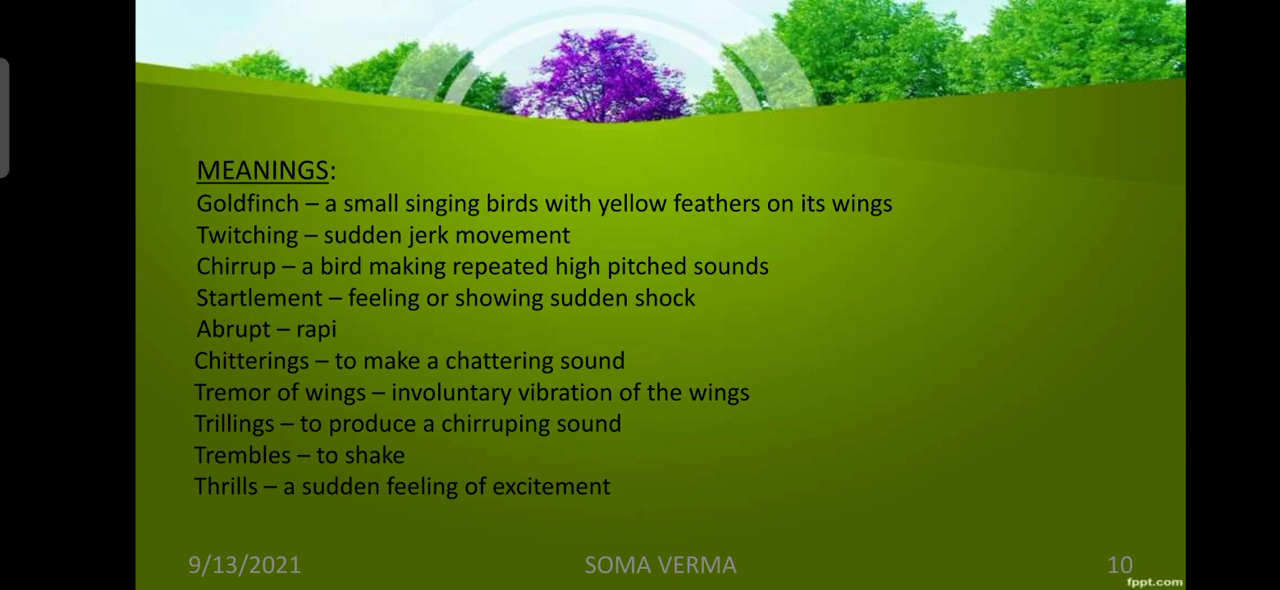 MEANINGS:
Goldfinch – a small singing birds with yellow feathers on its wings
Twitching – sudden jerk movement
Chirrup – a bird making repeated high pitched sounds
Startlement – feeling or showing sudden shock
Abrupt – rapi
Chitterings – to make a chattering sound
Tremor of wings – involuntary vibration of the wings
Trillings – to produce a chirruping sound
Trembles – to shake
Thrills – a sudden feeling of excitement
9/13/2021 SOMA VERMA 10
fppt.com